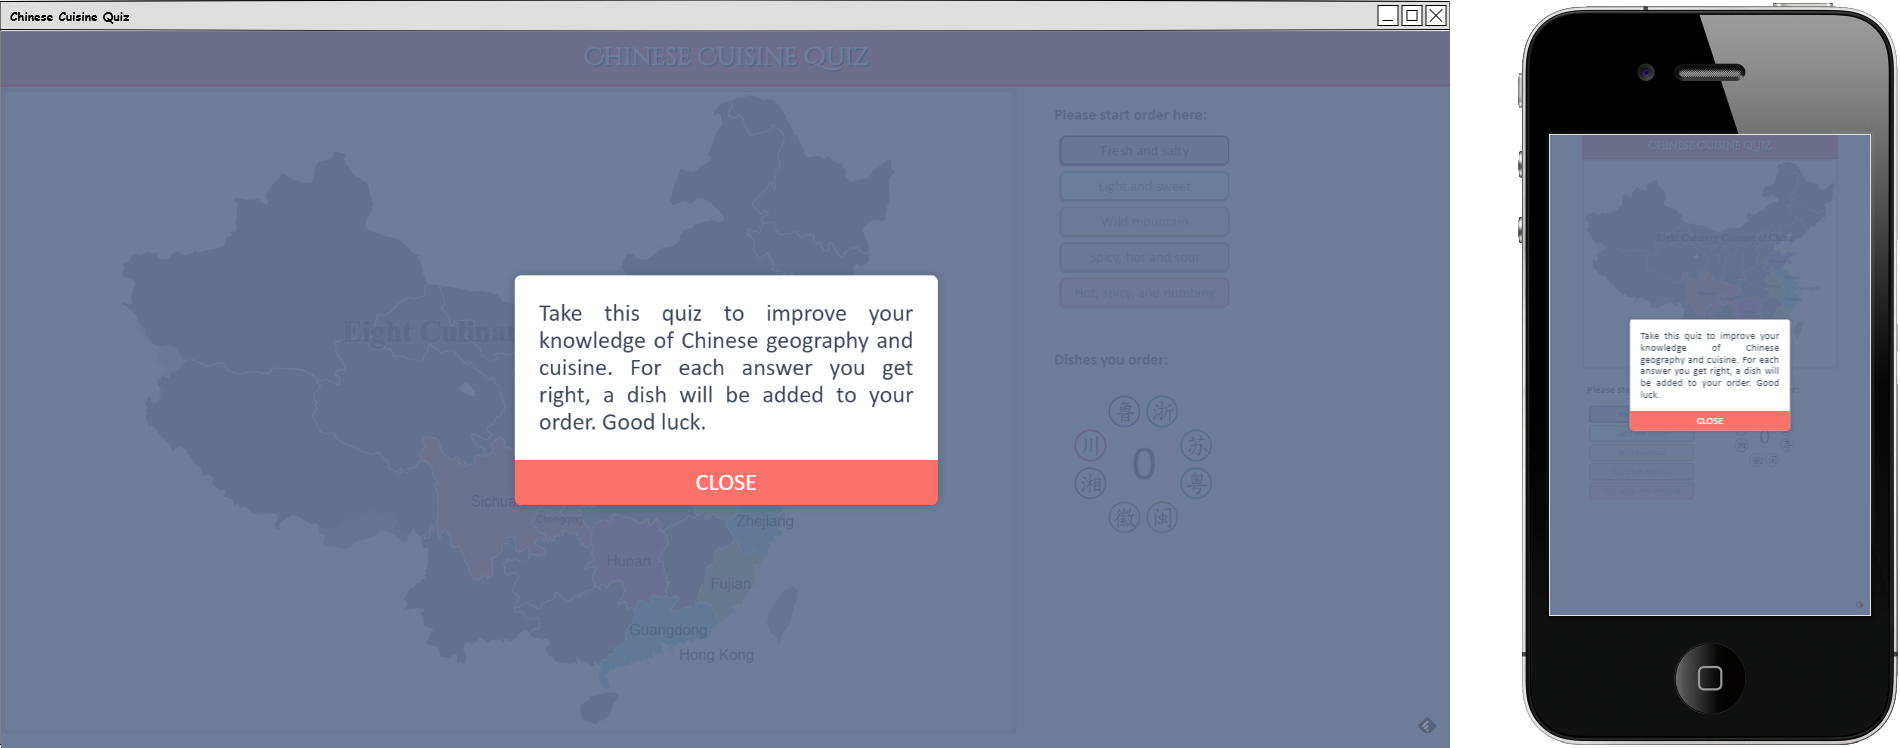 Chinese Cuisine Quiz
CHINESE CUISINE QUIZ
Please start order here:
Fresh and salty
Light and sweet
Wild mountain
Spicy, hot and sour
Hot, spicy, and numbing
Eight Culinar
Take this quiz to improve your
knowledge of Chinese geography and
cuisine. For each answer you get
right, a dish will be added to your
order. Good luck.
CLOSE
Dishes you order:
鲁 浙
川 0 苏
湘 粤
徽 闽
Sichua
Chongqing
Zhejiang
Hunan
Fujian
Guangdong
Hong Kong
CHINESE CUISINE QUIZ
Eight Culinary Cuisines of China
Take this quiz to improve your
knowledge of Chinese
geography and cuisine. For each
answer you get right, a dish will
be added to your order. Good
luck.
CLOSE
Please sta
0